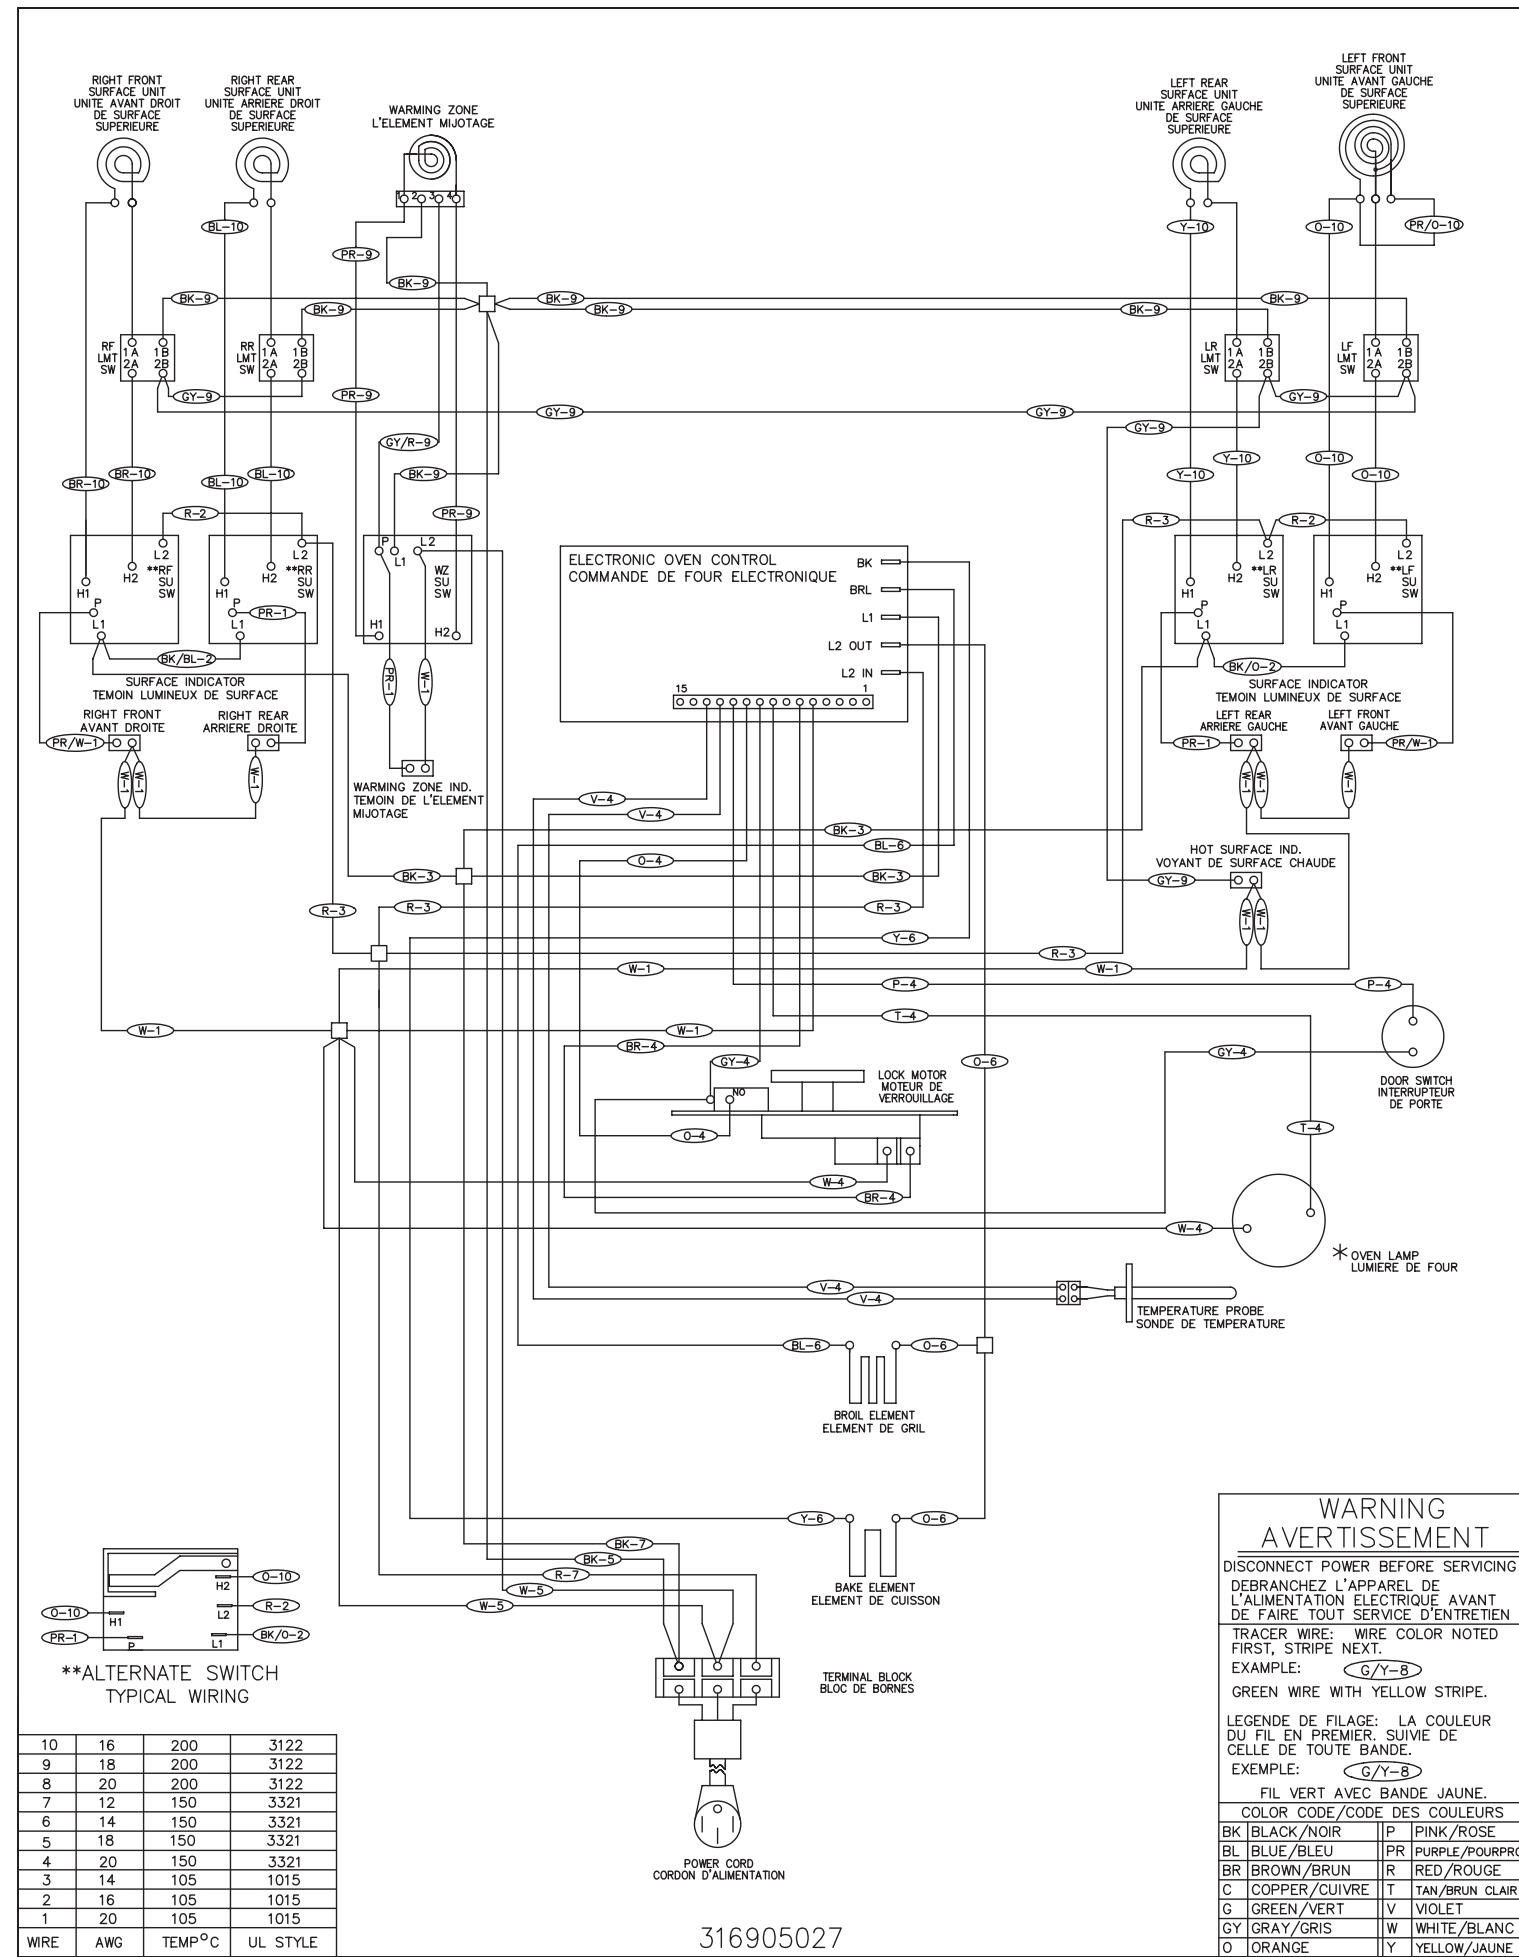 RIGHT FRONT
SURFACE UNIT
UNITE AVANT DROIT
DE SURFACE
SUPERIEURE
RIGHT REAR
SURFACE UNIT
UNITE ARRIERE DROIT
DE SURFACE
SUPERIEURE
WARMING ZONE
L'ELEMENT MIJOTAGE
LEFT REAR
SURFACE UNIT
UNITE ARRIERE GAUCHE
DE SURFACE
SUPERIEURE
LEFT FRONT
SURFACE UNIT
UNITE AVANT GAUCHE
DE SURFACE
SUPERIEURE
1 2 3 4
BL-10
PR-9
BK-9
Y-10
O-10
PR/O-10
BK-9
BK-9
BK-9
BK-9
BK-9
BK-9
RF
LMT
SW
1A 1B
2A 2B
RR
LMT
SW
1A 1B
2A 2B
LR
LMT
SW
1A 1B
2A 2B
LF
LMT
SW
1A 1B
2A 2B
GY-9
PR-9
GY-9
GY-9
GY-9
GY-9
GY/R-9
BR-10
BR-10
BL-10
BL-10
BK-9
PR-9
Y-10
Y-10
O-10
O-10
R-2
R-3
R-2
L2
**RF
SU
SW
H1
H2
P
L1
L2
**RR
SU
SW
H1
H2
P
L1
PR-1
P
L1
L2
WZ
SU
SW
H1
H2
ELECTRONIC OVEN CONTROL
COMMANDE DE FOUR ELECTRONIQUE
BK
BRL
L1
L2 OUT
L2 IN
15
1
L2
**LR
SU
SW
H1
H2
P
L1
L2
**LF
SU
SW
H1
H2
P
L1
BK/BL-2
BK/O-2
PR-1
W-1
SURFACE INDICATOR
TEMOIN LUMINEUX DE SURFACE
RIGHT FRONT
AVANT DROITE
RIGHT REAR
ARRIERE DROITE
PR/W-1
W-1
W-1
W-1
WARMING ZONE IND.
TEMOIN DE L'ELEMENT
MIJOTAGE
SURFACE INDICATOR
TEMOIN LUMINEUX DE SURFACE
LEFT REAR
ARRIERE GAUCHE
LEFT FRONT
AVANT GAUCHE
PR-1
PR/W-1
W-1
W-1
W-1
V-4
V-4
BK-3
BL-6
O-4
BK-3
BK-3
HOT SURFACE IND.
VOYANT DE SURFACE CHAUDE
GY-9
W-1
W-1
R-3
R-3
R-3
Y-6
R-3
W-1
W-1
P-4
P-4
T-4
W-1
W-1
BR-4
GY-4
O-6
GY-4
NO
LOCK MOTOR
MOTEUR DE
VERROUILLAGE
DOOR SWITCH
INTERRUPTEUR
DE PORTE
O-4
T-4
W-4
BR-4
W-4
*OVEN LAMP
LUMIERE DE FOUR
V-4
V-4
TEMPERATURE PROBE
SONDE DE TEMPERATURE
BL-6
O-6
BROIL ELEMENT
ELEMENT DE GRIL
Y-6
O-6
BAKE ELEMENT
ELEMENT DE CUISSON
BK-7
BK-5
R-7
W-5
W-5
TERMINAL BLOCK
BLOC DE BORNES
POWER CORD
CORDON D'ALIMENTATION
H2
O-10
O-10
H1
L2
R-2
PR-1
P
L1
BK/O-2
**ALTERNATE SWITCH
TYPICAL WIRING
10 16 200 3122
9 18 200 3122
8 20 200 3122
7 12 150 3321
6 14 150 3321
5 18 150 3321
4 20 150 3321
3 14 105 1015
2 16 105 1015
1 20 105 1015
WIRE AWG TEMP°C UL STYLE
316905027
WARNING
AVERTISSEMENT
DISCONNECT POWER BEFORE SERVICING
DEBRANCHEZ L'APPAREL DE
L'ALIMENTATION ELECTRIQUE AVANT
DE FAIRE TOUT SERVICE D'ENTRETIEN
TRACER WIRE: WIRE COLOR NOTED
FIRST, STRIPE NEXT.
EXAMPLE: G/Y-8
GREEN WIRE WITH YELLOW STRIPE.
LEGENDE DE FILAGE: LA COULEUR
DU FIL EN PREMIER. SUIVIE DE
CELLE DE TOUTE BANDE.
EXEMPLE: G/Y-8
FIL VERT AVEC BANDE JAUNE.
COLOR CODE/CODE DES COULEURS
BK BLACK/NOIR P PINK/ROSE
BL BLUE/BLEU PR PURPLE/POURPRO
BR BROWN/BRUN R RED/ROUGE
C COPPER/CUIVRE T TAN/BRUN CLAIR
G GREEN/VERT V VIOLET
GY GRAY/GRIS W WHITE/BLANC
O ORANGE Y YELLOW/JAUNE